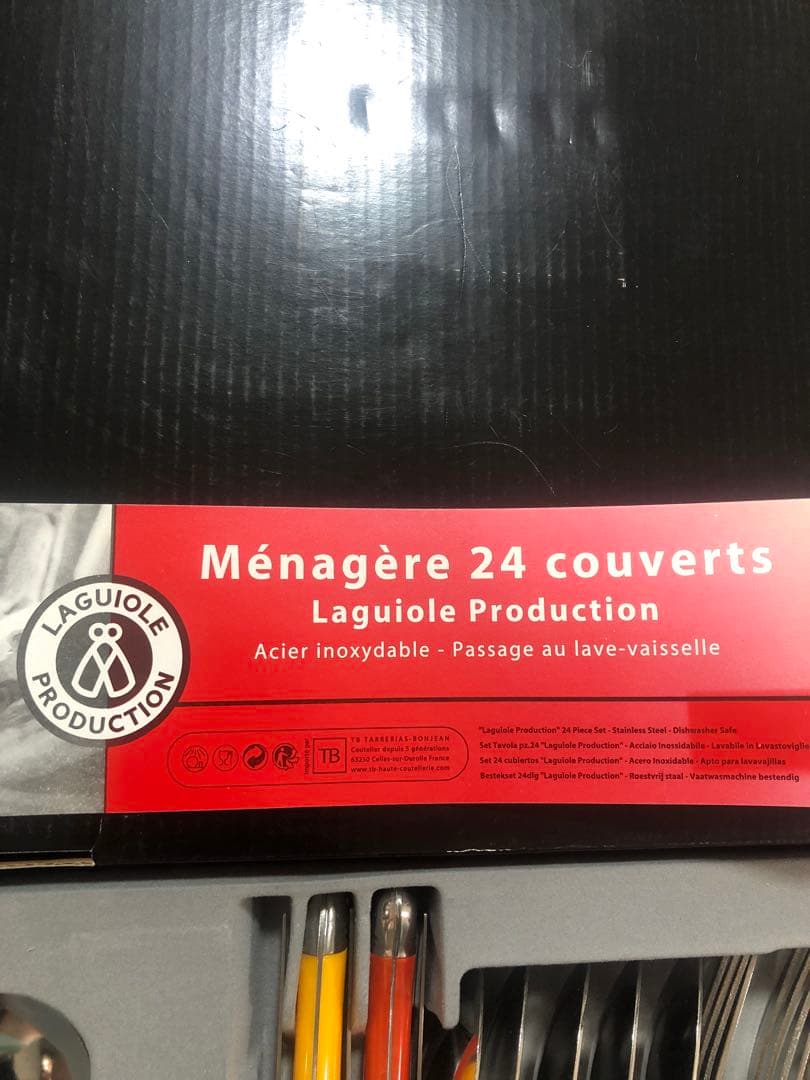 Ménagère 24 couverts
Laguiole Production
Acier inoxydable - Passage au lave-vaisselle
LAGUIOLE
PRODUCTION
Importé par
TB
TB TARRERIAS-BONJEAN
Coutelier depuis 5 générations
63250 Celles-sur-Durolle France
www.tb-haute-coutellerie.com
"Laguiole Production" 24 Piece Set - Stainless Steel - Dishwasher Safe
Set Tavola pz.24 "Laguiole Production" - Acciaio Inossidabile - Lavabile in Lavastoviglie
Set 24 cubiertos "Laguiole Production" - Acero Inoxidable - Apto para lavavajillas
Bestekset 24dlg "Laguiole Production" - Roestvrij staal - Vaatwasmachine bestendig